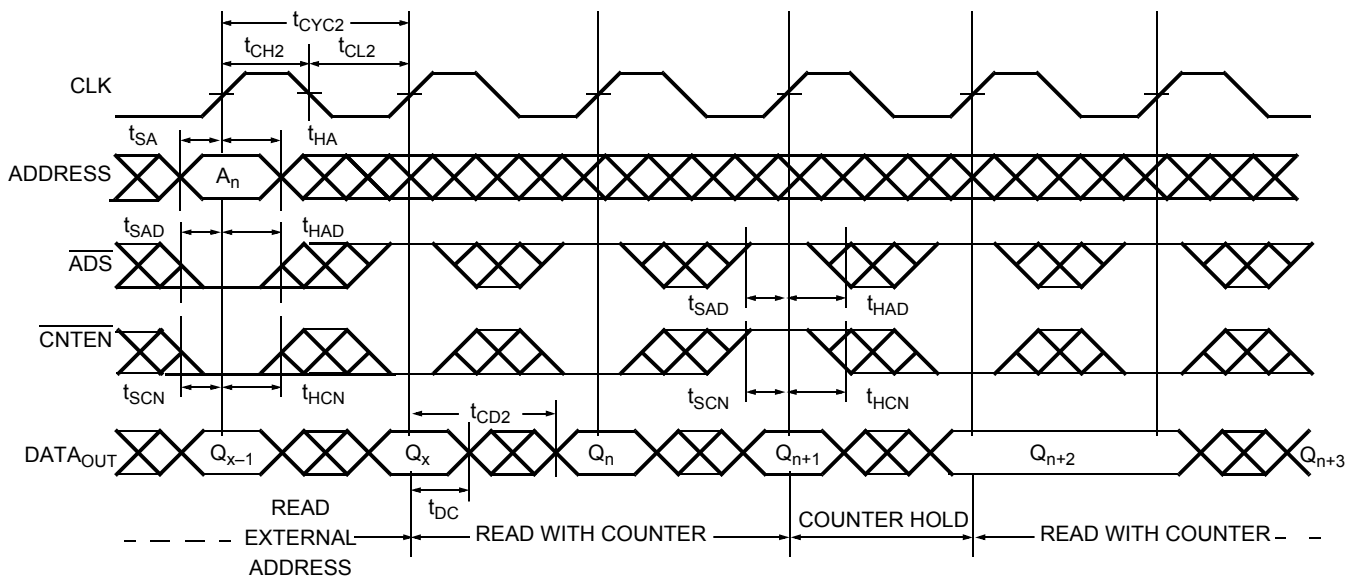 tCYC2
tCH2 tCL2
CLK
tSA tHA
ADDRESS An
tSAD tHAD
ADS
tSAD tHAD
CNTEN
tSCN tHCN tSCN tHCN
tCD2
DATAOUT Qx–1 Qx Qn Qn+1 Qn+2 Qn+3
tDC
READ
EXTERNAL
ADDRESS
READ WITH COUNTER
COUNTER HOLD
READ WITH COUNTER